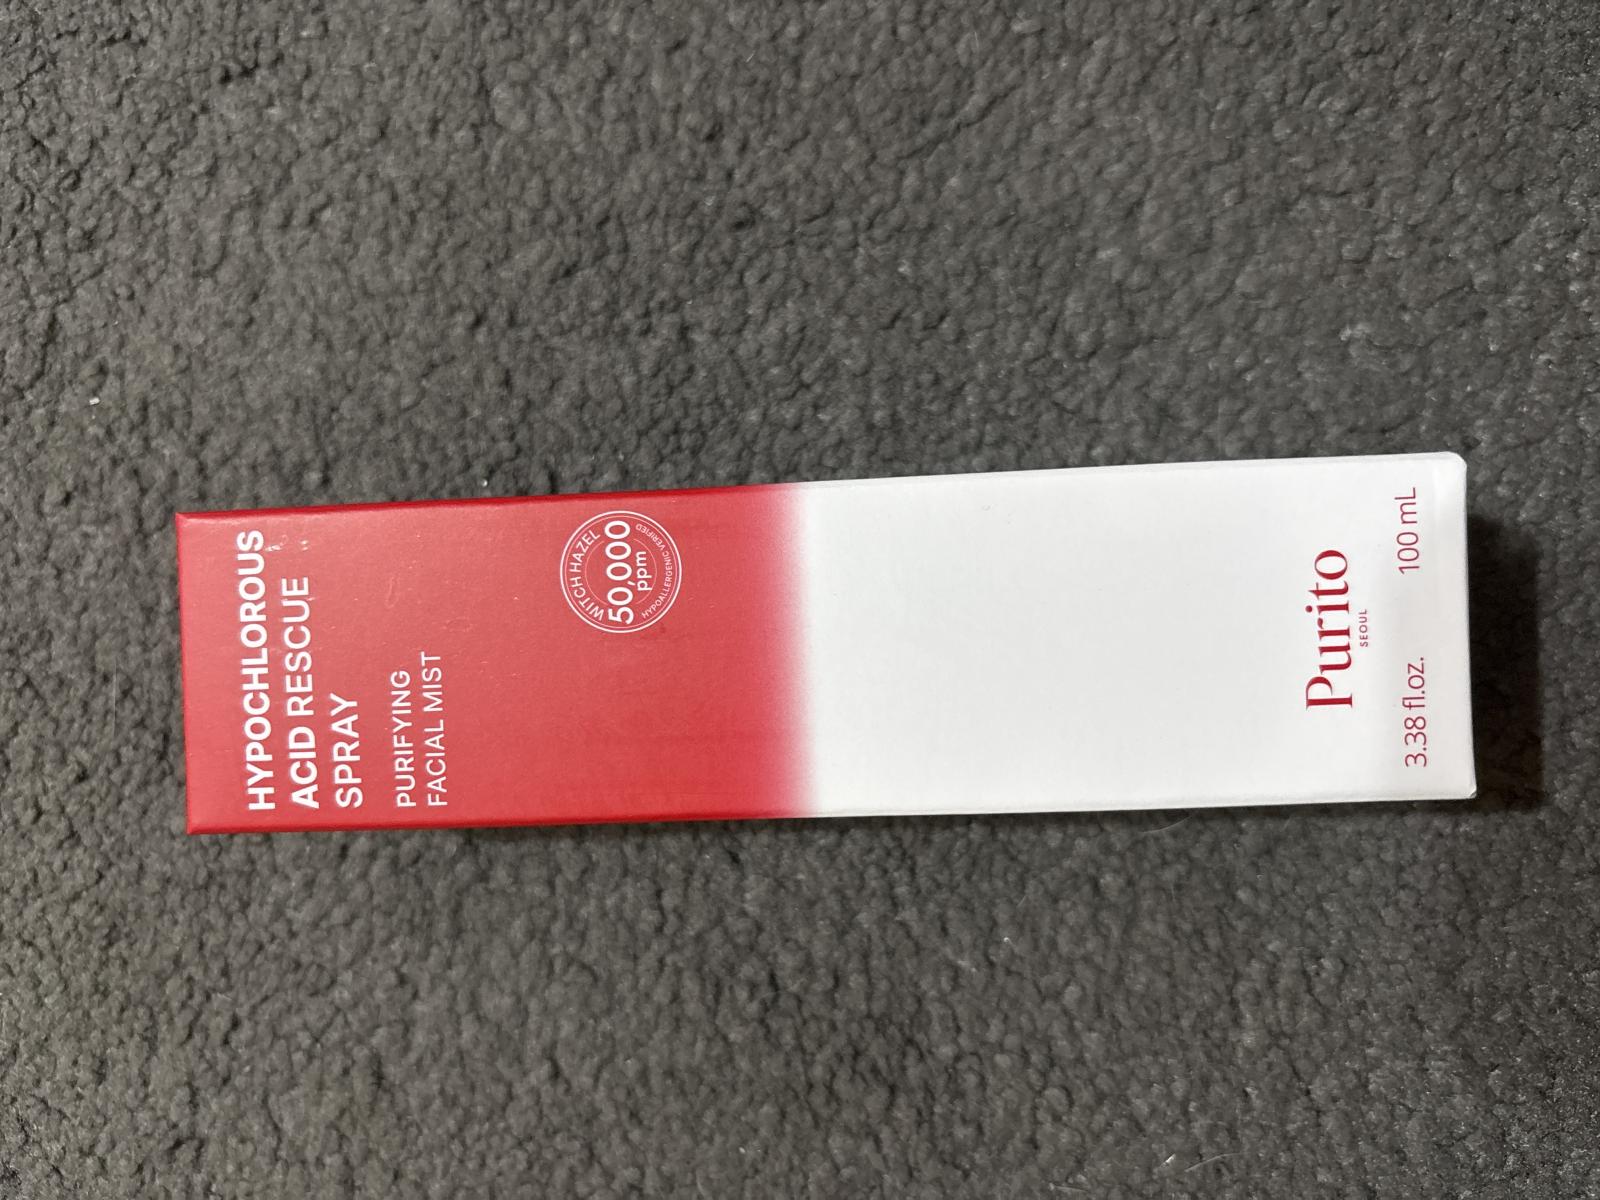 HYPOCHLOROUS
ACID RESCUE
SPRAY
PURIFYING
FACIAL MIST
WITCH HAZEL
50,000
ppm
HYPOALLERGENIC VERIFIED
Purito
SEOUL
3.38 fl.oz. 100 mL